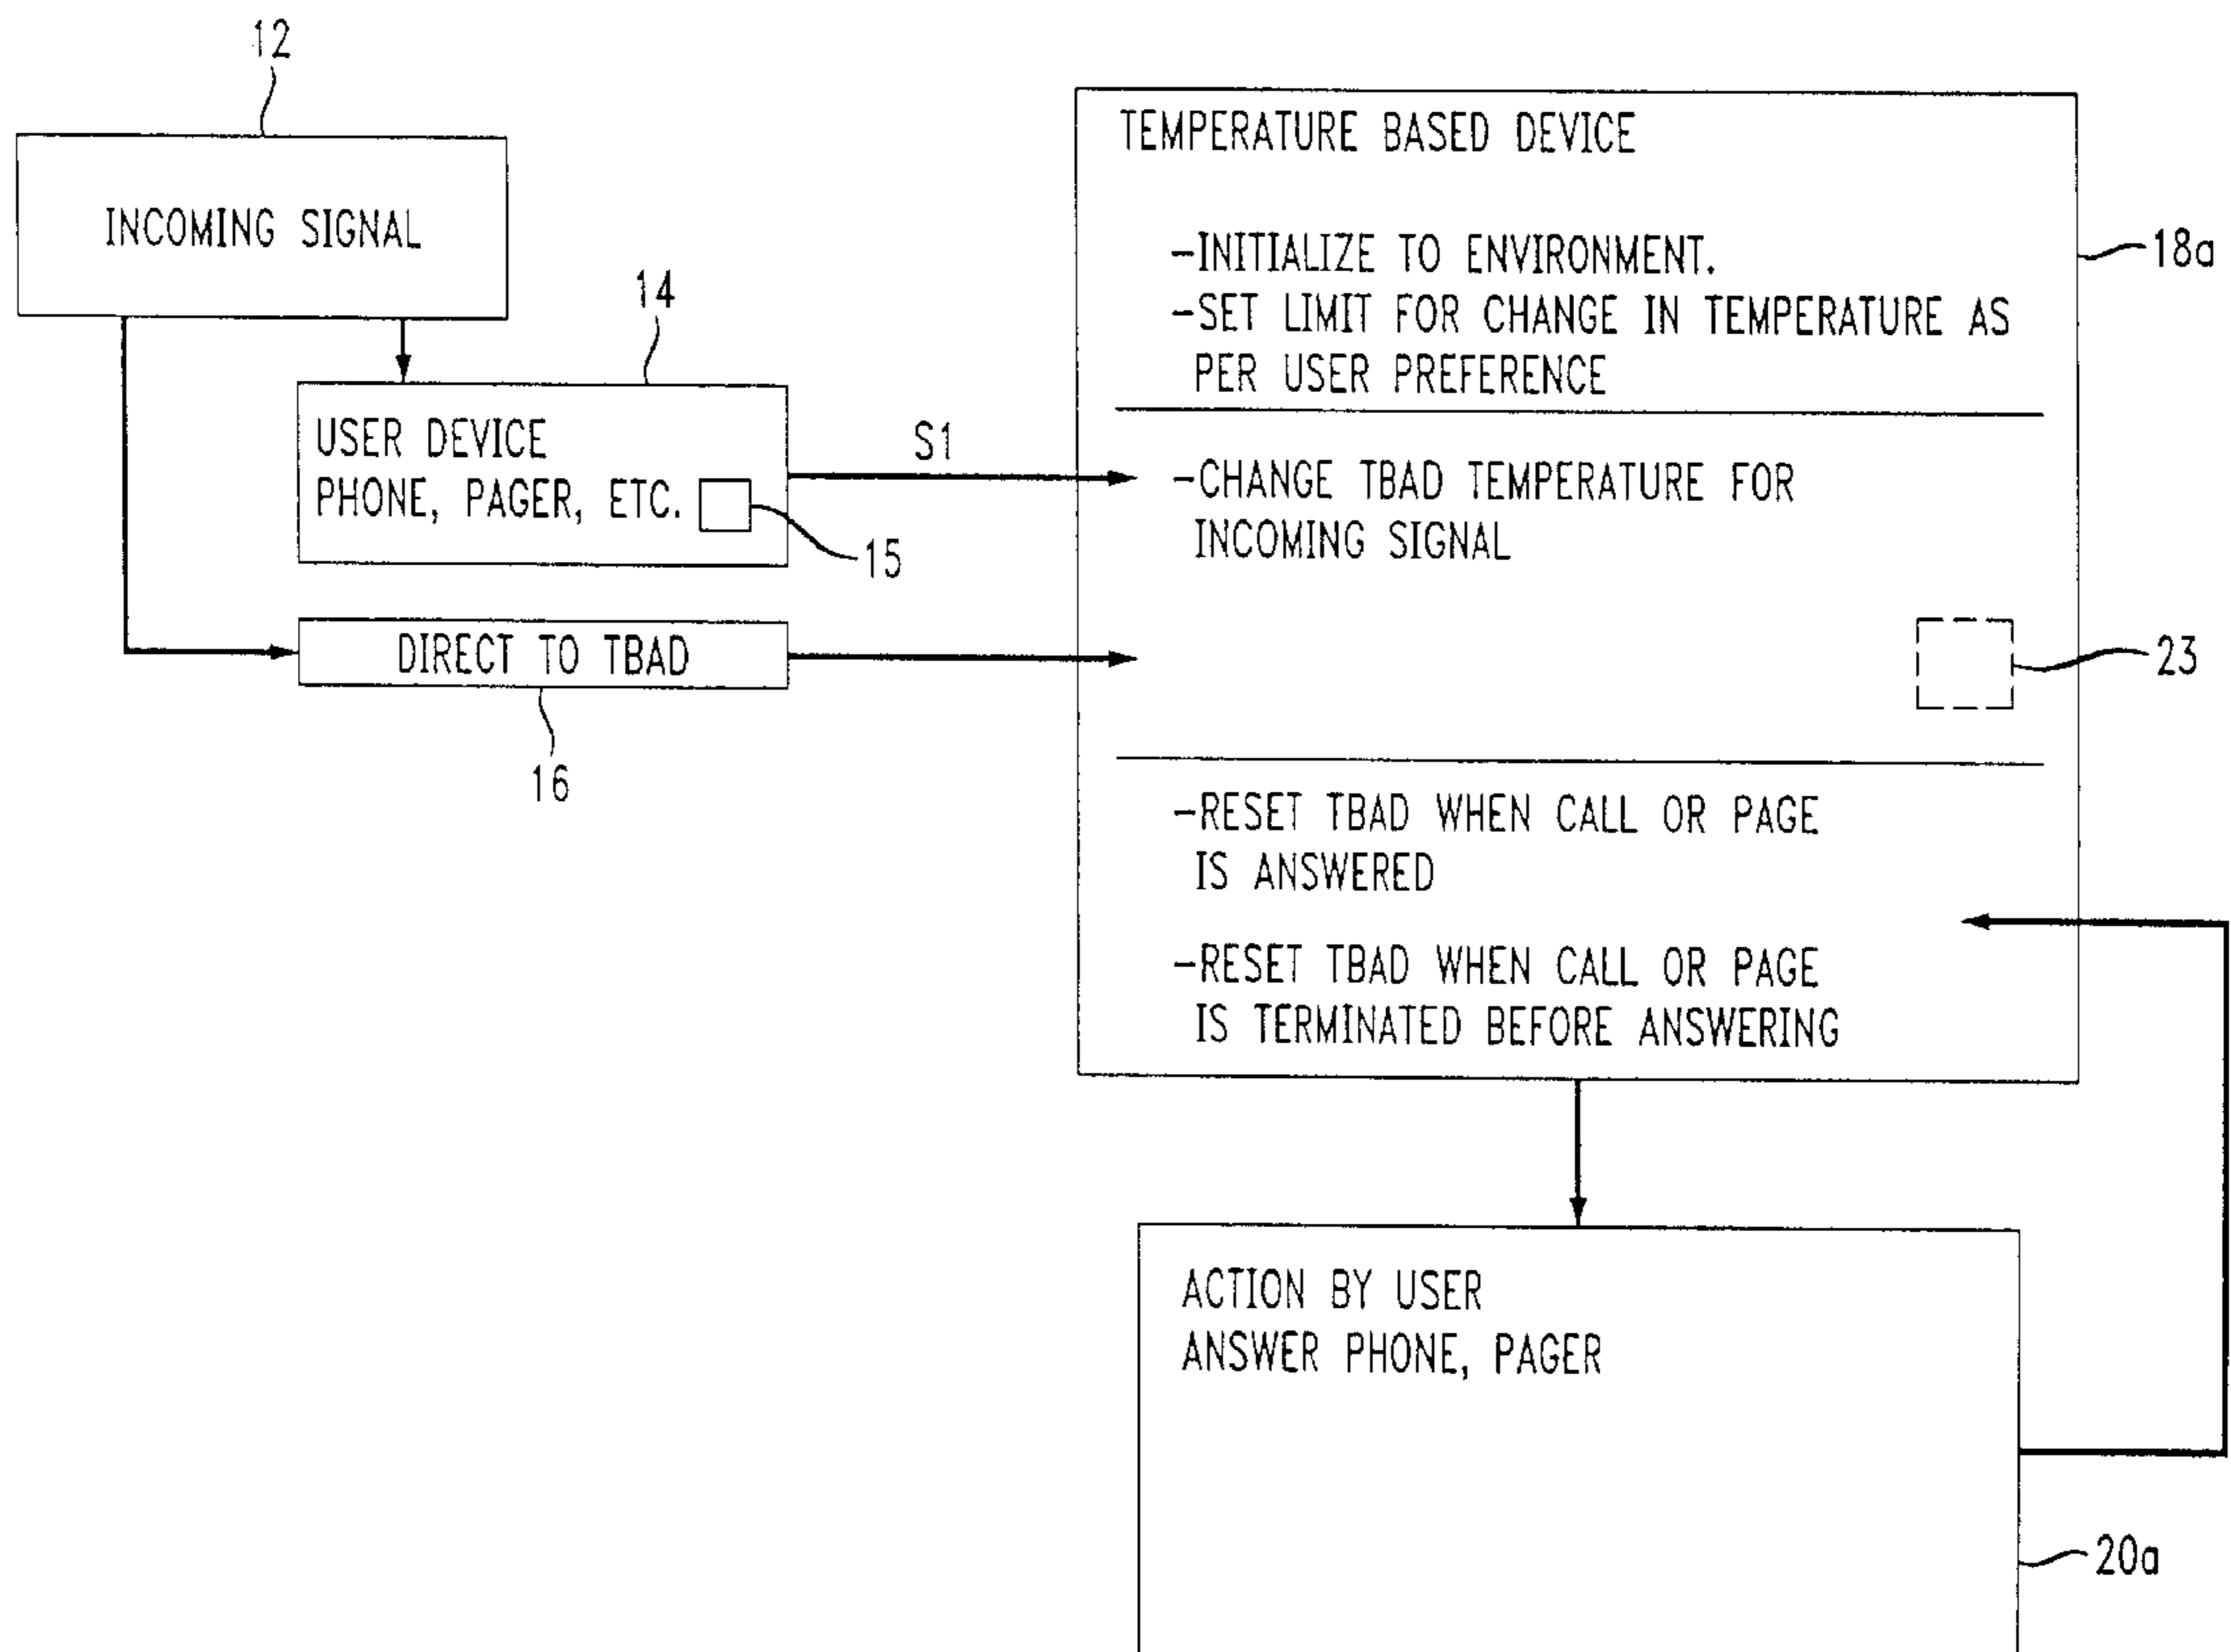 12
INCOMING SIGNAL
14
USER DEVICE
PHONE, PAGER, ETC.
15
S1
DIRECT TO TBAD
16
TEMPERATURE BASED DEVICE
-INITIALIZE TO ENVIRONMENT.
-SET LIMIT FOR CHANGE IN TEMPERATURE AS
PER USER PREFERENCE
18a
-CHANGE TBAD TEMPERATURE FOR
INCOMING SIGNAL
23
-RESET TBAD WHEN CALL OR PAGE
IS ANSWERED
-RESET TBAD WHEN CALL OR PAGE
IS TERMINATED BEFORE ANSWERING
ACTION BY USER
ANSWER PHONE, PAGER
20a